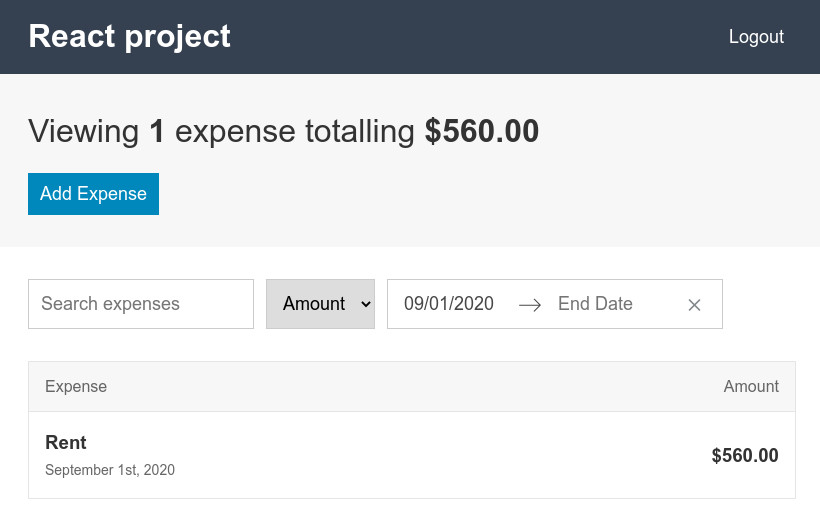 React project
Logout
Viewing 1 expense totalling $560.00
Add Expense
Search expenses
Amount
09/01/2020
End Date
Expense
Amount
Rent
September 1st, 2020
$560.00